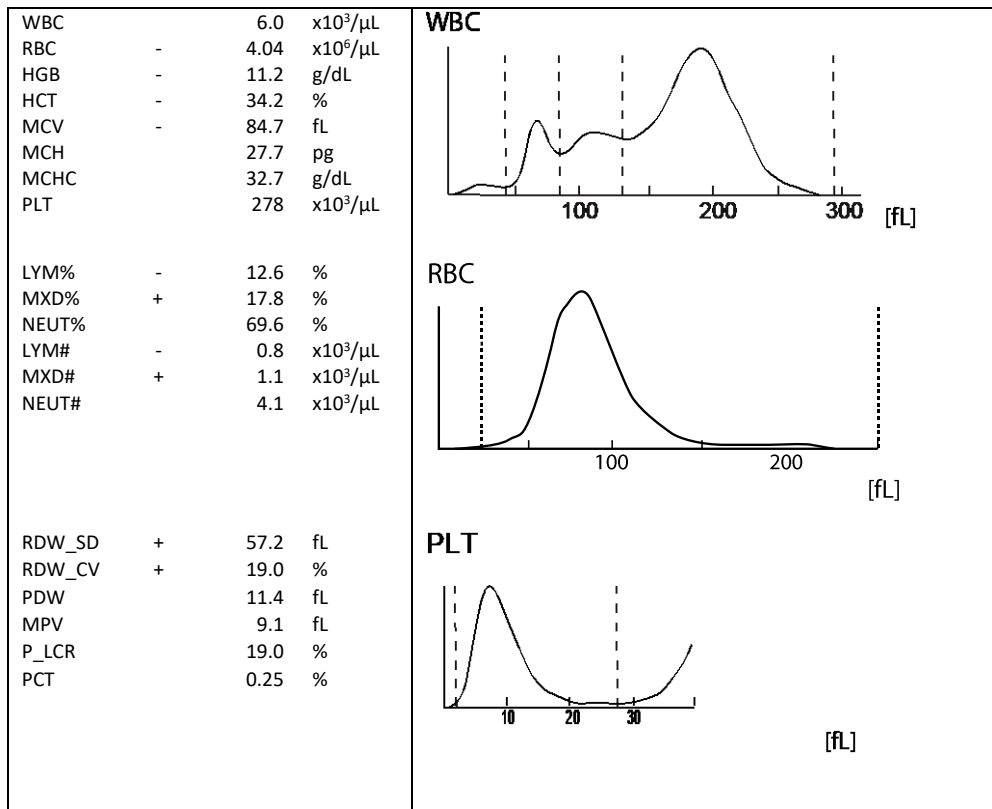 WBC 6.0 x10³/µL
RBC - 4.04 x10⁶/µL
HGB - 11.2 g/dL
HCT - 34.2 %
MCV - 84.7 fL
MCH 27.7 pg
MCHC 32.7 g/dL
PLT 278 x10³/µL
LYM% - 12.6 %
MXD% + 17.8 %
NEUT% 69.6 %
LYM# - 0.8 x10³/µL
MXD# + 1.1 x10³/µL
NEUT# 4.1 x10³/µL
RDW_SD + 57.2 fL
RDW_CV + 19.0 %
PDW 11.4 fL
MPV 9.1 fL
P_LCR 19.0 %
PCT 0.25 %
WBC
100 200 300 [fL]
RBC
100 200
[fL]
PLT
10 20 30
[fL]